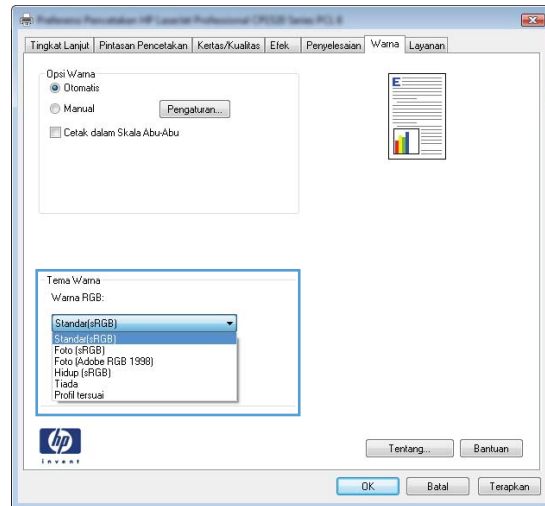 Tingkat Lanjut Pintasan Pencetakan Kertas/Kualitas Efek Penyelesaian Warna Layanan
Opsi Warna
Otomatis
Manual Pengaturan...
Cetak dalam Skala Abu-Abu
E
Tema Warna
Warna RGB:
Standar(sRGB)
Standar(sRGB)
Foto (sRGB)
Foto (Adobe RGB 1998)
Hidup (sRGB)
Tiada
Profil tersuai
hp
invent
Tentang... Bantuan
OK Batal Terapkan